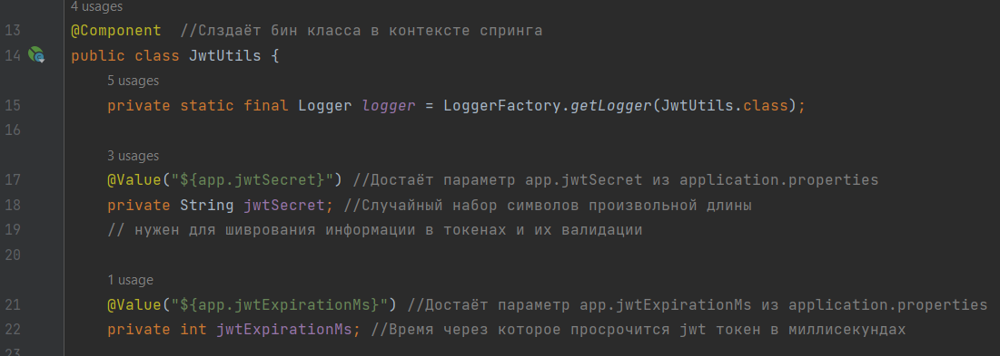 4 usages
13 @Component //Слздаёт бин класса в контексте спринга
14 public class JwtUtils {
5 usages
15 private static final Logger logger = LoggerFactory.getLogger(JwtUtils.class);
16
3 usages
17 @Value("${app.jwtSecret}") //Достаёт параметр app.jwtSecret из application.properties
18 private String jwtSecret; //Случайный набор символов произвольной длины
19 // нужен для шиврования информации в токенах и их валидации
20
1 usage
21 @Value("${app.jwtExpirationMs}") //Достаёт параметр app.jwtExpirationMs из application.properties
22 private int jwtExpirationMs; //Время через которое просрочится jwt токен в миллисекундах
23